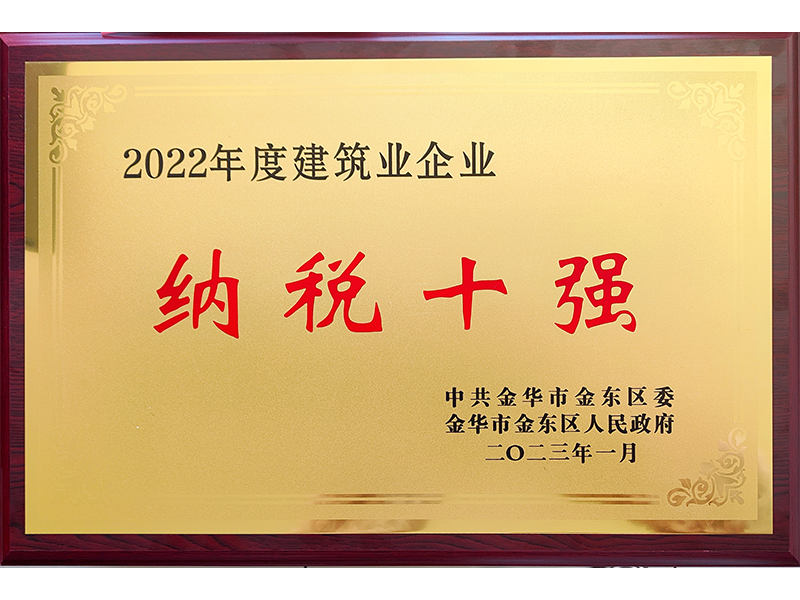 2022年度建筑业企业
纳税十强
中共金华市金东区委
金华市金东区人民政府
二〇二三年一月